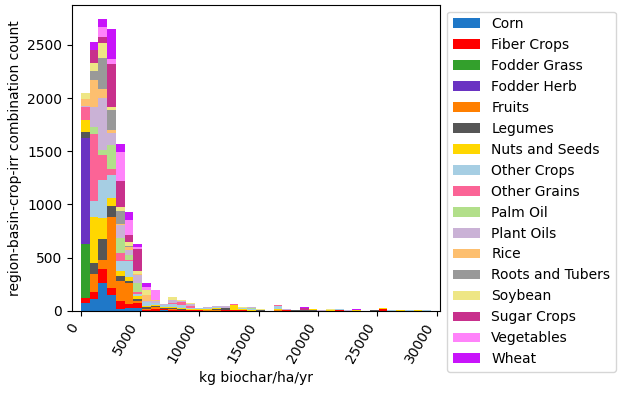 region-basin-crop-irr combination count
2500
2000
1500
1000
500
0
0
5000
10000
15000
20000
25000
30000
kg biochar/ha/yr
Corn
Fiber Crops
Fodder Grass
Fodder Herb
Fruits
Legumes
Nuts and Seeds
Other Crops
Other Grains
Palm Oil
Plant Oils
Rice
Roots and Tubers
Soybean
Sugar Crops
Vegetables
Wheat